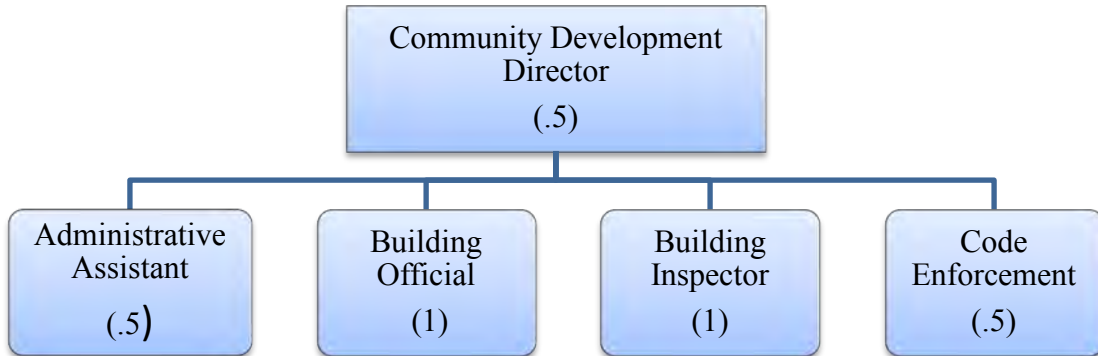 Community Development
Director
(.5)
Administrative
Assistant
(.5)
Building
Official
(1)
Building
Inspector
(1)
Code
Enforcement
(.5)